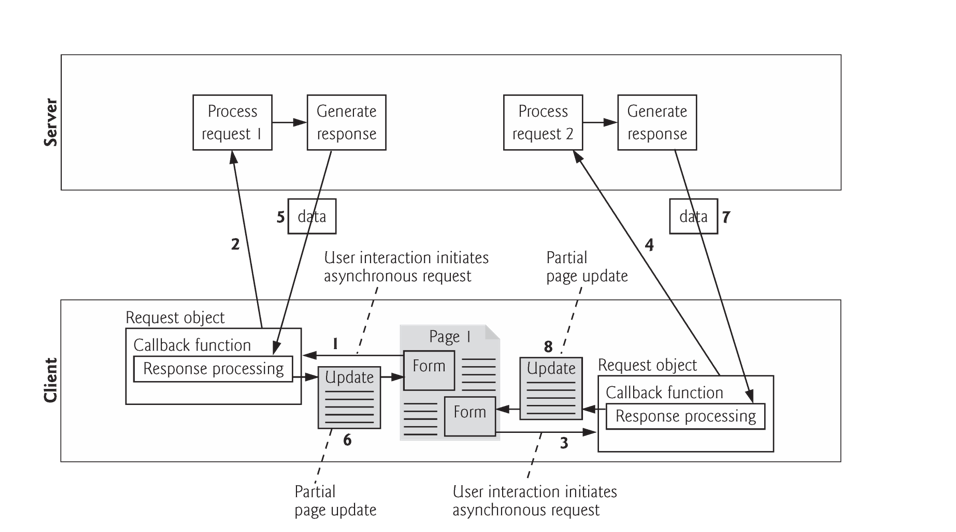 Server
Process
request 1
Generate
response
Process
request 2
Generate
response
5
data
data
7
2
4
User interaction initiates
asynchronous request
Partial
page update
Client
Request object
Callback function
Response processing
1
Page 1
Form
Update
6
Form
8
Update
3
Request object
Callback function
Response processing
Partial
page update
User interaction initiates
asynchronous request